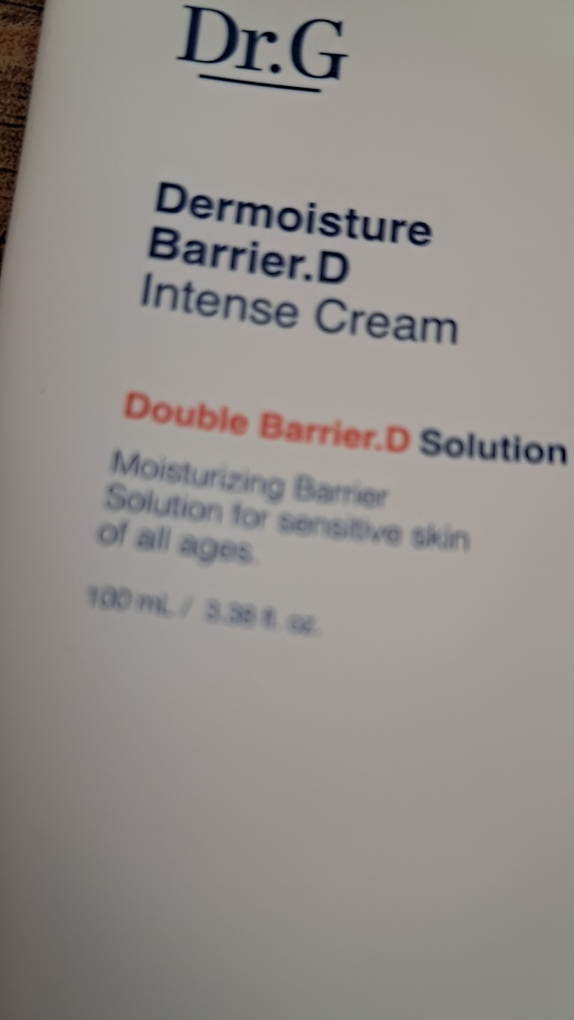 Dr.G
Dermoisture
Barrier.D
Intense Cream
Double Barrier.D Solution
Moisturizing Barrier
Solution for sensitive skin
of all ages.
100 mL / 3.38 fl. oz.